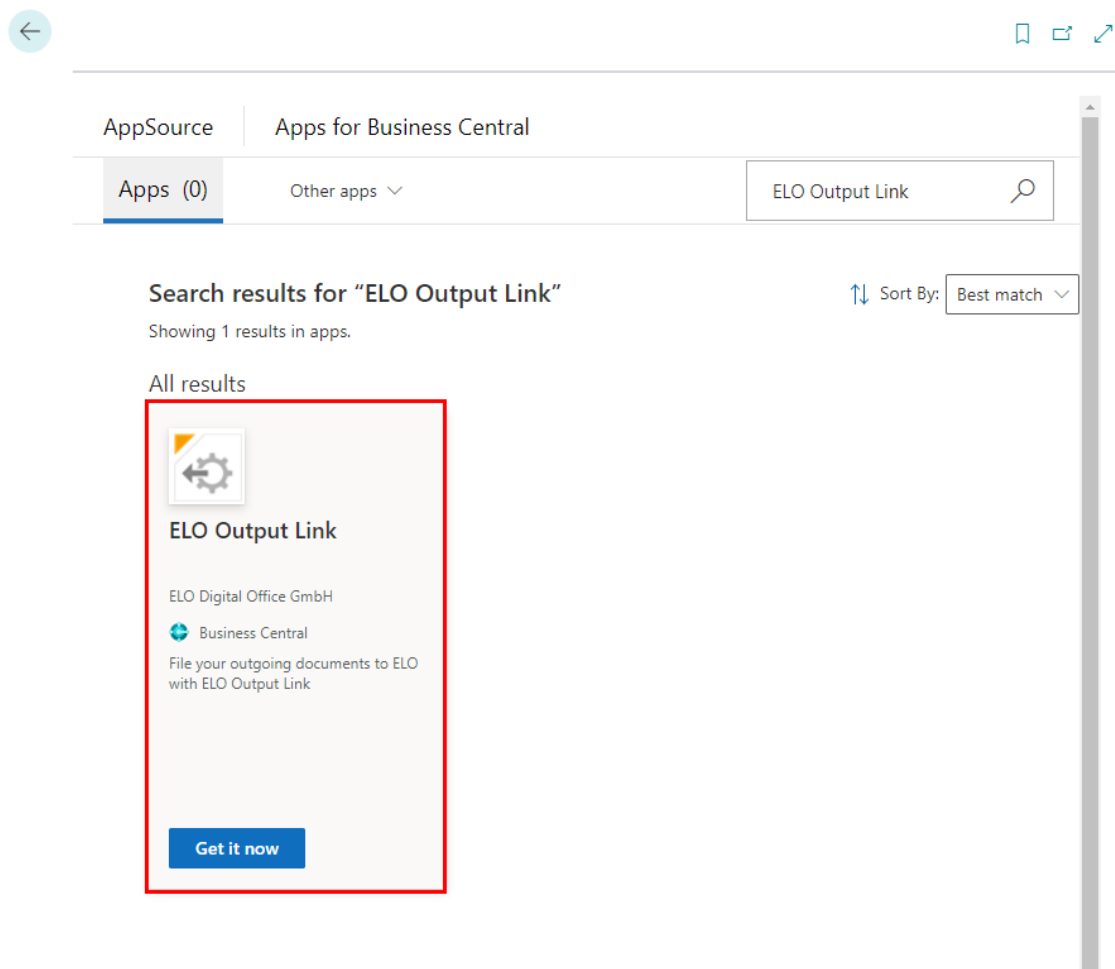 AppSource
Apps for Business Central
Apps (0)
Other apps
ELO Output Link
Search results for “ELO Output Link”
Sort By:
Best match
Showing 1 results in apps.
All results
ELO Output Link
ELO Digital Office GmbH
Business Central
File your outgoing documents to ELO
with ELO Output Link
Get it now